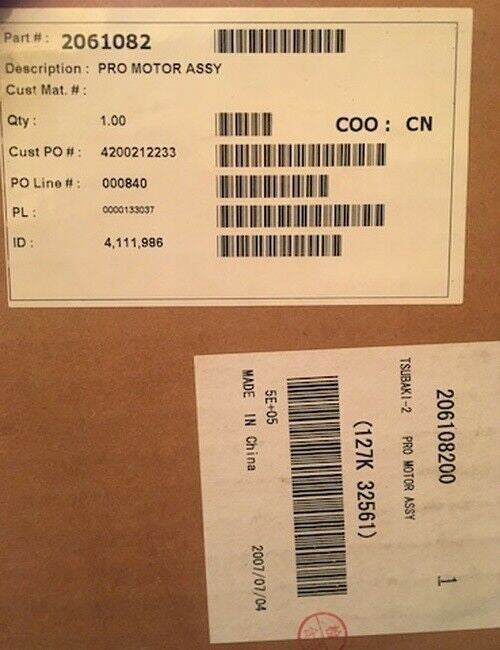 Part # : 2061082
Description : PRO MOTOR ASSY
Cust Mat. # :
Qty : 1.00
COO : CN
Cust PO # : 4200212233
PO Line # : 000840
PL : 0000133037
ID : 4,111,986
206108200 1
TSUBAKI-2 PRO MOTOR ASSY
(127K 32561)
5E+05
MADE IN China 2007/07/04